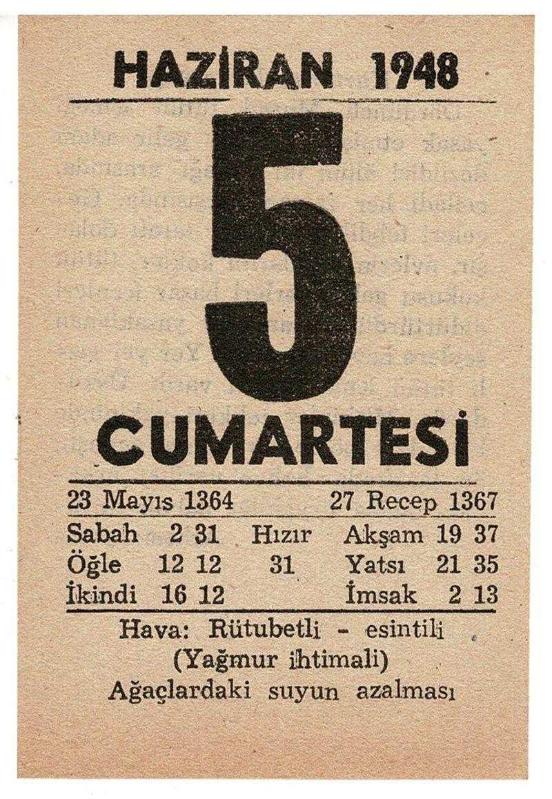 HAZİRAN 1948
5
CUMARTESİ
23 Mayıs 1364 27 Recep 1367
Sabah 2 31 Hızır Akşam 19 37
Öğle 12 12 31 Yatsı 21 35
İkindi 16 12 İmsak 2 13
Hava: Rütubetli - esintili
(Yağmur ihtimali)
Ağaçlardaki suyun azalması